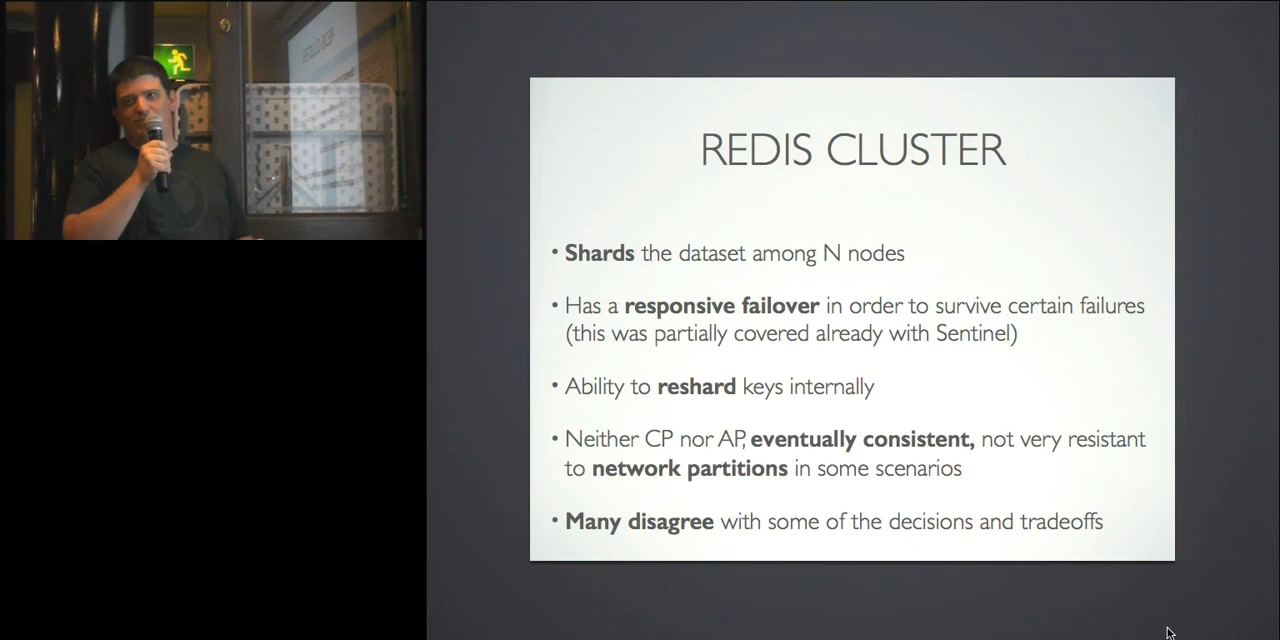 REDIS CLUSTER
• Shards the dataset among N nodes
• Has a responsive failover in order to survive certain failures
(this was partially covered already with Sentinel)
• Ability to reshard keys internally
• Neither CP nor AP, eventually consistent, not very resistant
to network partitions in some scenarios
• Many disagree with some of the decisions and tradeoffs